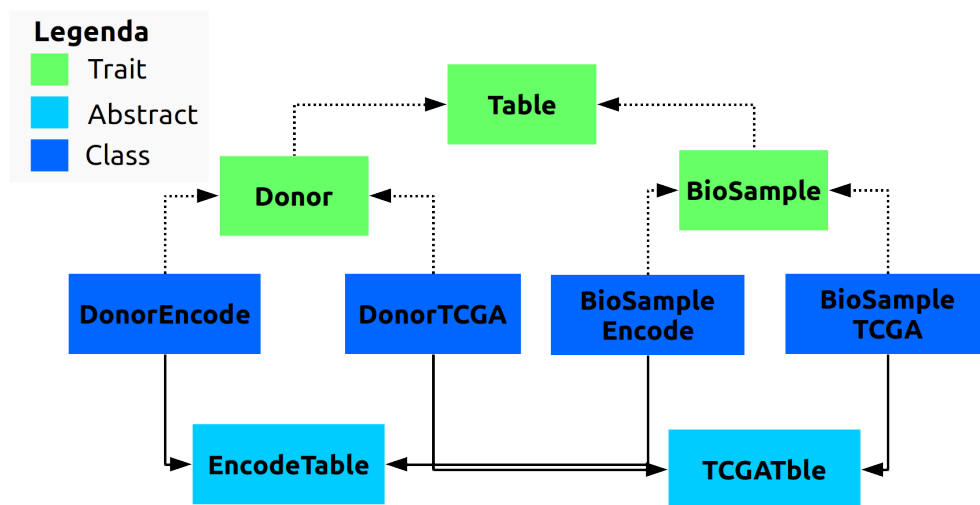 Legenda
Trait
Abstract
Class
Table
Donor
BioSample
DonorEncode
DonorTCGA
BioSample
Encode
BioSample
TCGA
EncodeTable
TCGATble